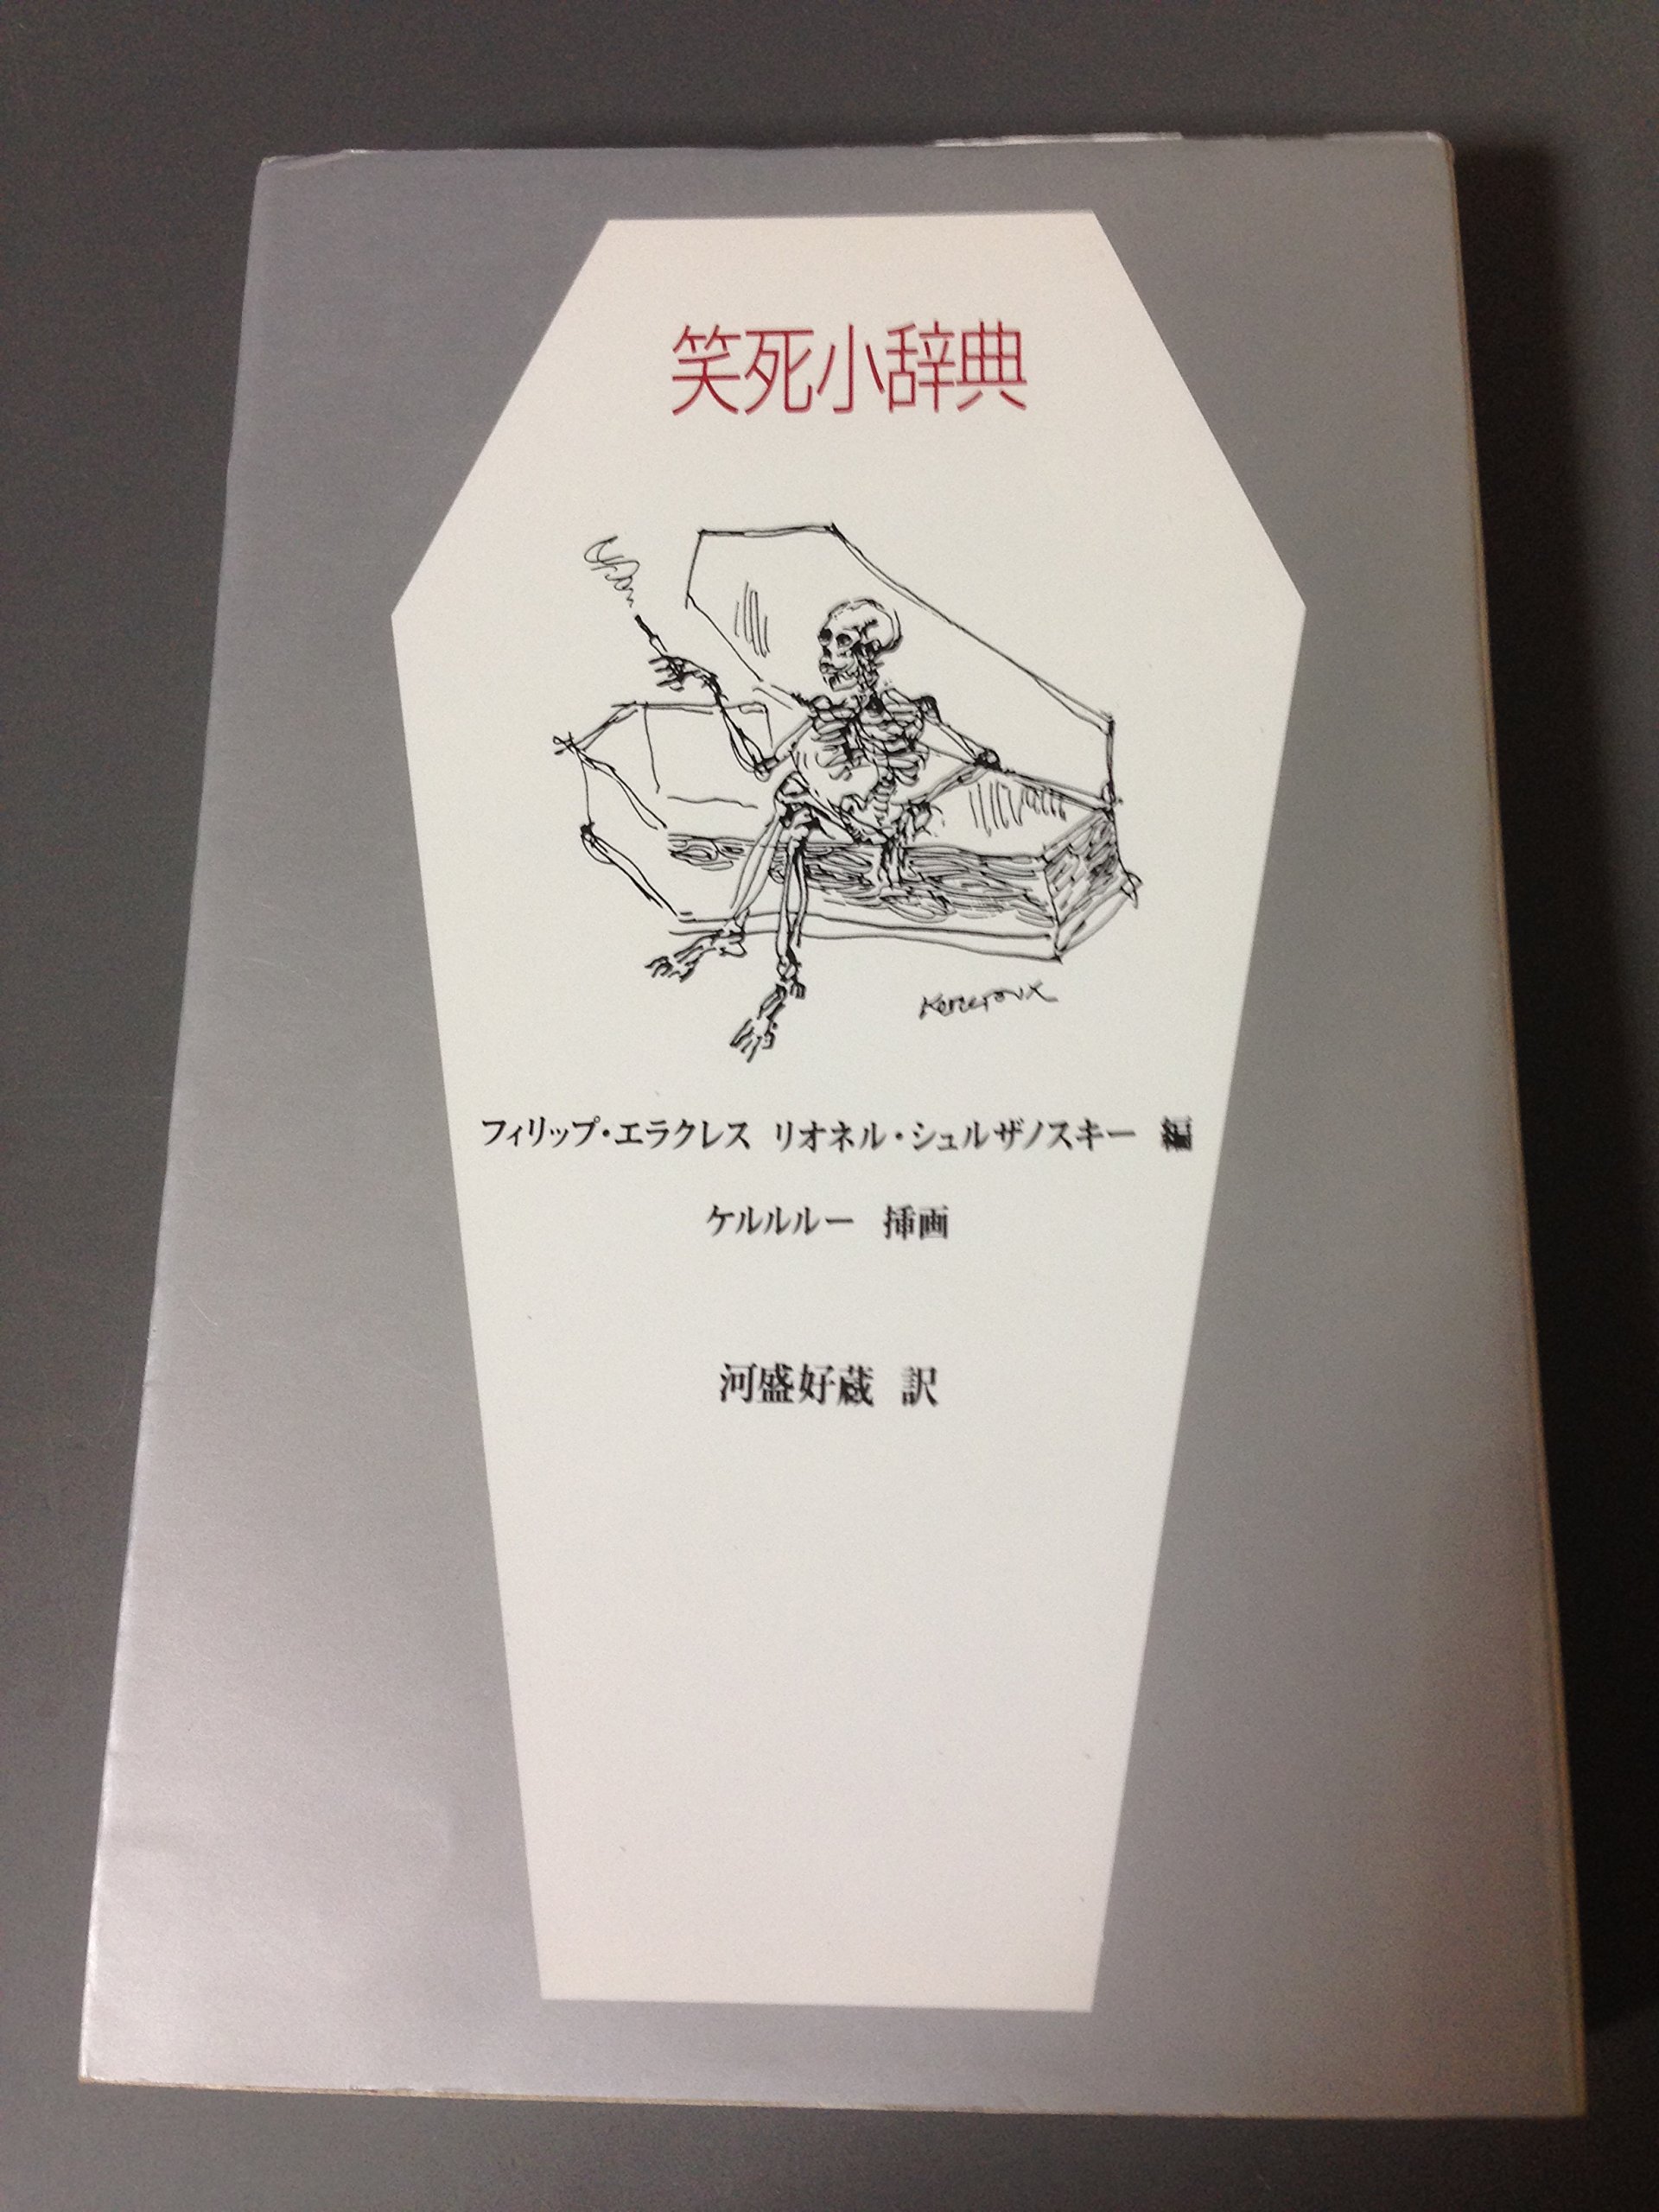 笑死小辞典
Kerleroux
フィリップ・エラクレス リオネル・シュルザノスキー 編
ケルルルー 挿画
河盛好蔵 訳